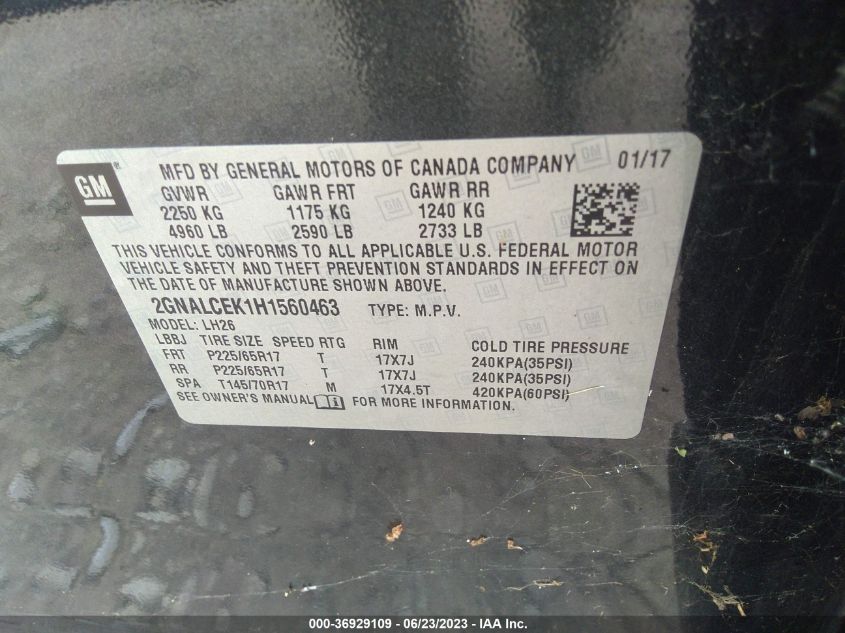 GM
MFD BY GENERAL MOTORS OF CANADA COMPANY 01/17
GVWR GAWR FRT GAWR RR
2250 KG 1175 KG 1240 KG
4960 LB 2590 LB 2733 LB
THIS VEHICLE CONFORMS TO ALL APPLICABLE U.S. FEDERAL MOTOR
VEHICLE SAFETY AND THEFT PREVENTION STANDARDS IN EFFECT ON
THE DATE OF MANUFACTURE SHOWN ABOVE.
2GNALCEK1H1560463 TYPE: M.P.V.
MODEL: LH26
LBBJ TIRE SIZE SPEED RTG RIM COLD TIRE PRESSURE
FRT P225/65R17 T 17X7J 240KPA(35PSI)
RR P225/65R17 T 17X7J 240KPA(35PSI)
SPA T145/70R17 M 17X4.5T 420KPA(60PSI)
SEE OWNER'S MANUAL FOR MORE INFORMATION.
000-36929109 - 06/23/2023 - IAA Inc.